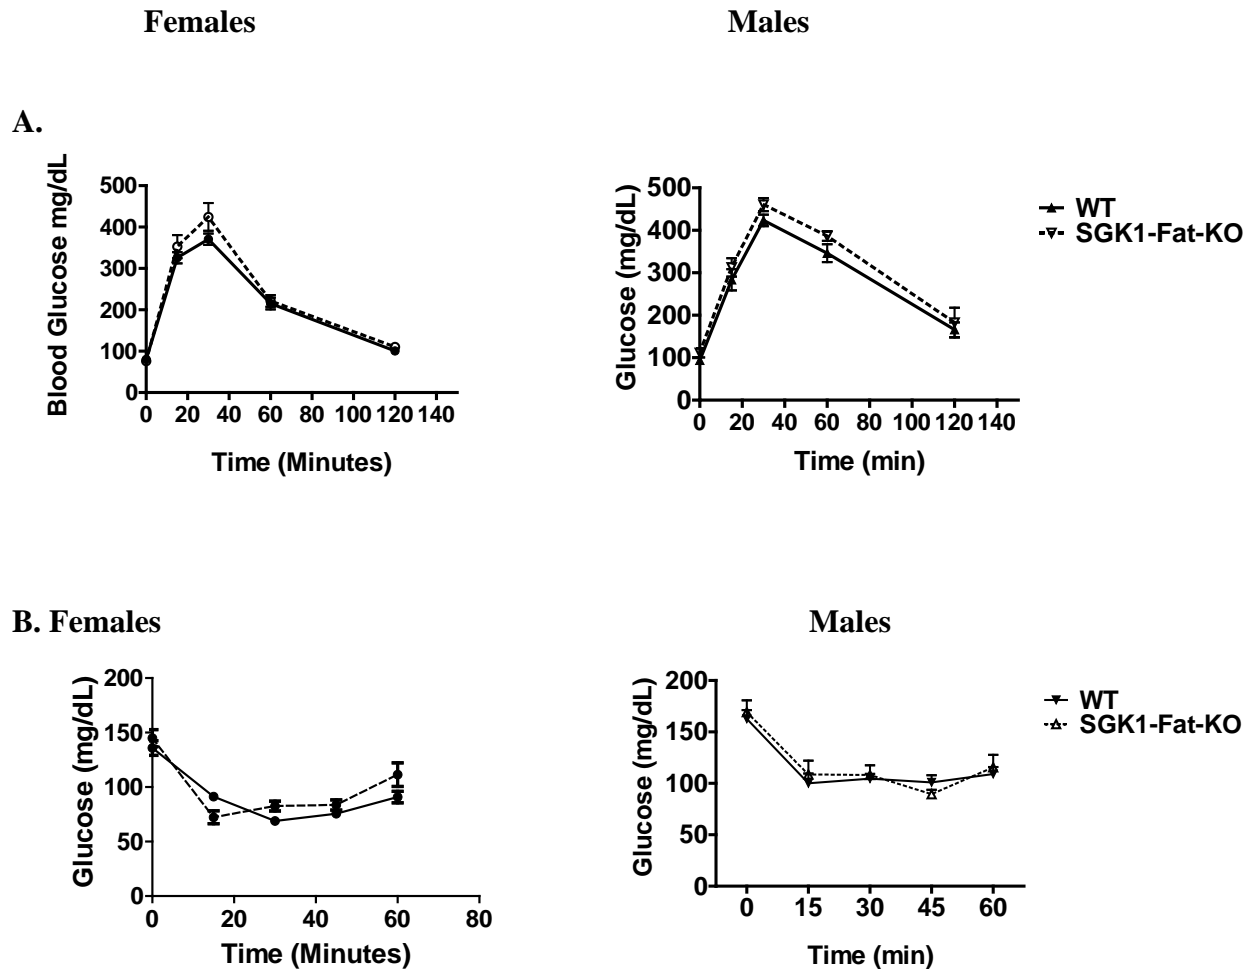 Females Males
A.
Blood Glucose mg/dL
500
400
300
200
100
0
0 20 40 60 80 100 120 140
Time (Minutes)
Glucose (mg/dL)
500
400
300
200
100
0
0 20 40 60 80 100 120 140
Time (min)
WT
SGK1-Fat-KO
B. Females Males
Glucose (mg/dL)
200
150
100
50
0
0 20 40 60 80
Time (Minutes)
Glucose (mg/dL)
200
150
100
50
0
0 15 30 45 60
Time (min)
WT
SGK1-Fat-KO